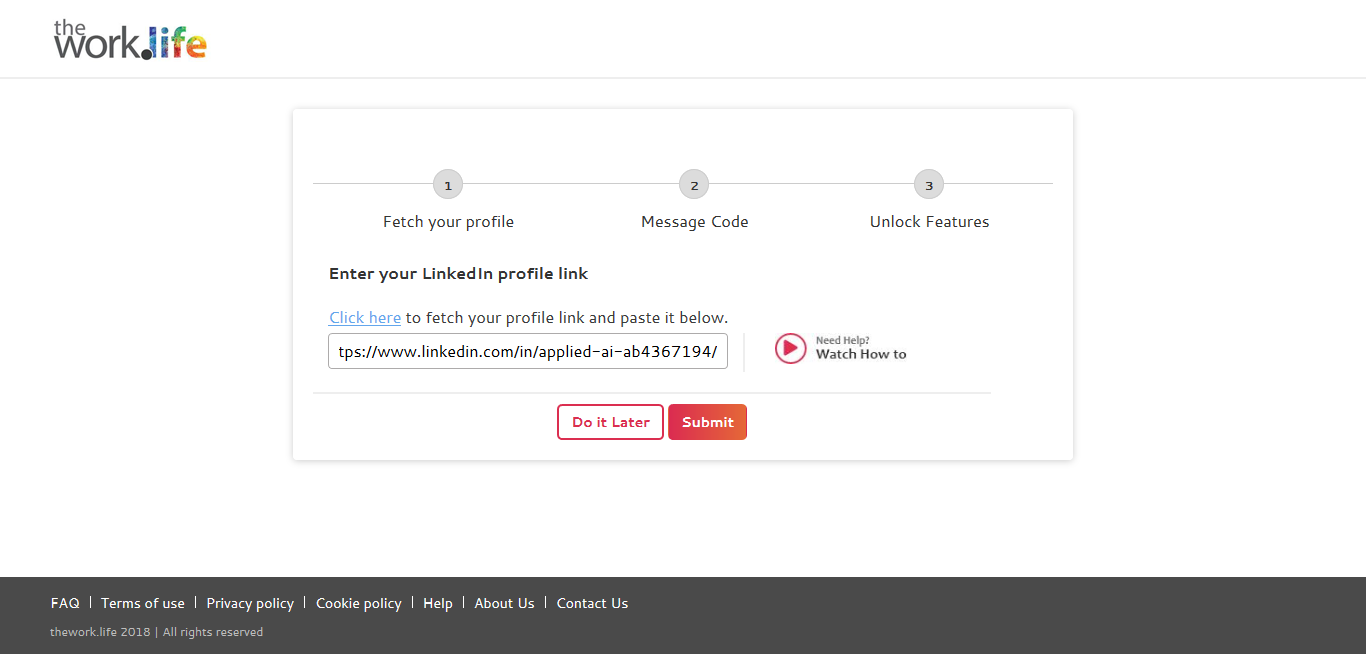 the
work.life
1
2
3
Fetch your profile
Message Code
Unlock Features
Enter your LinkedIn profile link
Click here to fetch your profile link and paste it below.
tps://www.linkedin.com/in/applied-ai-ab4367194/
Need Help?
Watch How to
Do it Later
Submit
FAQ | Terms of use | Privacy policy | Cookie policy | Help | About Us | Contact Us
thework.life 2018 | All rights reserved